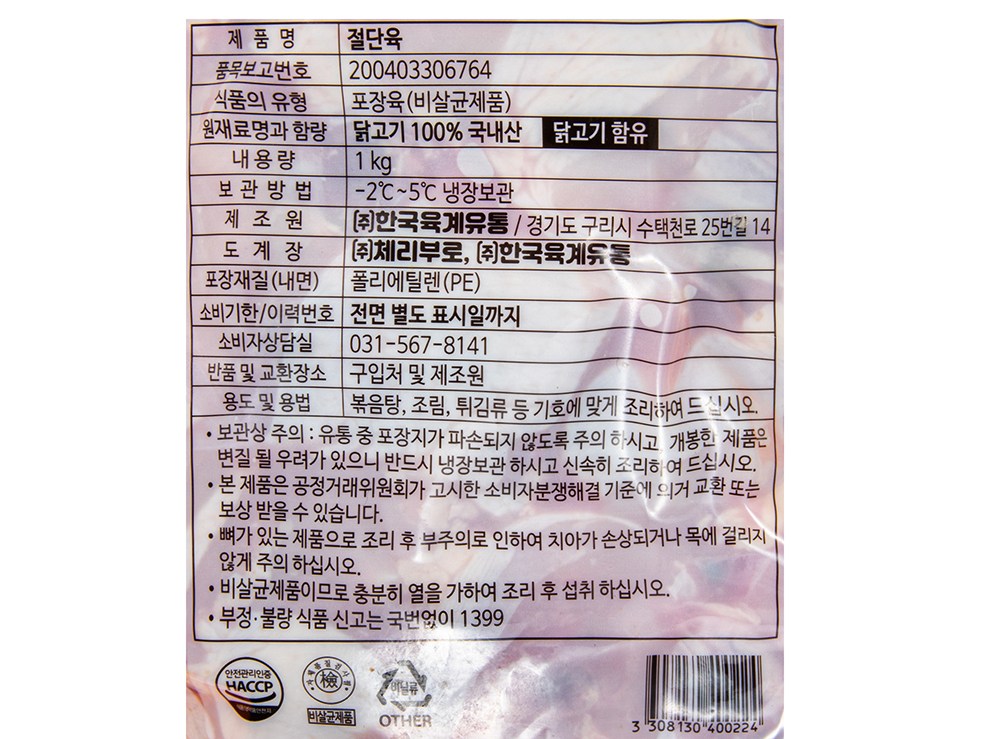 제 품 명 절단육
품목보고번호 200403306764
식품의 유형 포장육(비살균제품)
원재료명과 함량 닭고기 100% 국내산 닭고기 함유
내 용 량 1 kg
보 관 방 법 -2℃~5℃ 냉장보관
제 조 원 (주)한국육계유통 / 경기도 구리시 수택천로 25번길 14
도 계 장 (주)체리부로, (주)한국육계유통
포장재질(내면) 폴리에틸렌(PE)
소비기한/이력번호 전면 별도 표시일까지
소비자상담실 031-567-8141
반품 및 교환장소 구입처 및 제조원
용도 및 용법 볶음탕, 조림, 튀김류 등 기호에 맞게 조리하여 드십시오.
• 보관상 주의 : 유통 중 포장지가 파손되지 않도록 주의 하시고, 개봉한 제품은
변질 될 우려가 있으니 반드시 냉장보관 하시고 신속히 조리하여 드십시오.
• 본 제품은 공정거래위원회가 고시한 소비자분쟁해결 기준에 의거 교환 또는
보상 받을 수 있습니다.
• 뼈가 있는 제품으로 조리 후 부주의로 인하여 치아가 손상되거나 목에 걸리지
않게 주의 하십시오.
• 비살균제품이므로 충분히 열을 가하여 조리 후 섭취 하십시오.
• 부정·불량 식품 신고는 국번없이 1399
안전관리인증
HACCP
檢
비살균제품
비닐류
OTHER
3 308130 400224